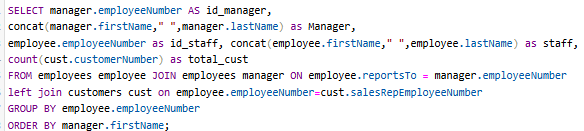 SELECT manager.employeeNumber AS id_manager,
concat(manager.firstName," ",manager.lastName) as Manager,
employee.employeeNumber as id_staff, concat(employee.firstName," ",employee.lastName) as staff,
count(cust.customerNumber) as total_cust
FROM employees employee JOIN employees manager ON employee.reportsTo = manager.employeeNumber
left join customers cust on employee.employeeNumber=cust.salesRepEmployeeNumber
GROUP BY employee.employeeNumber
ORDER BY manager.firstName;